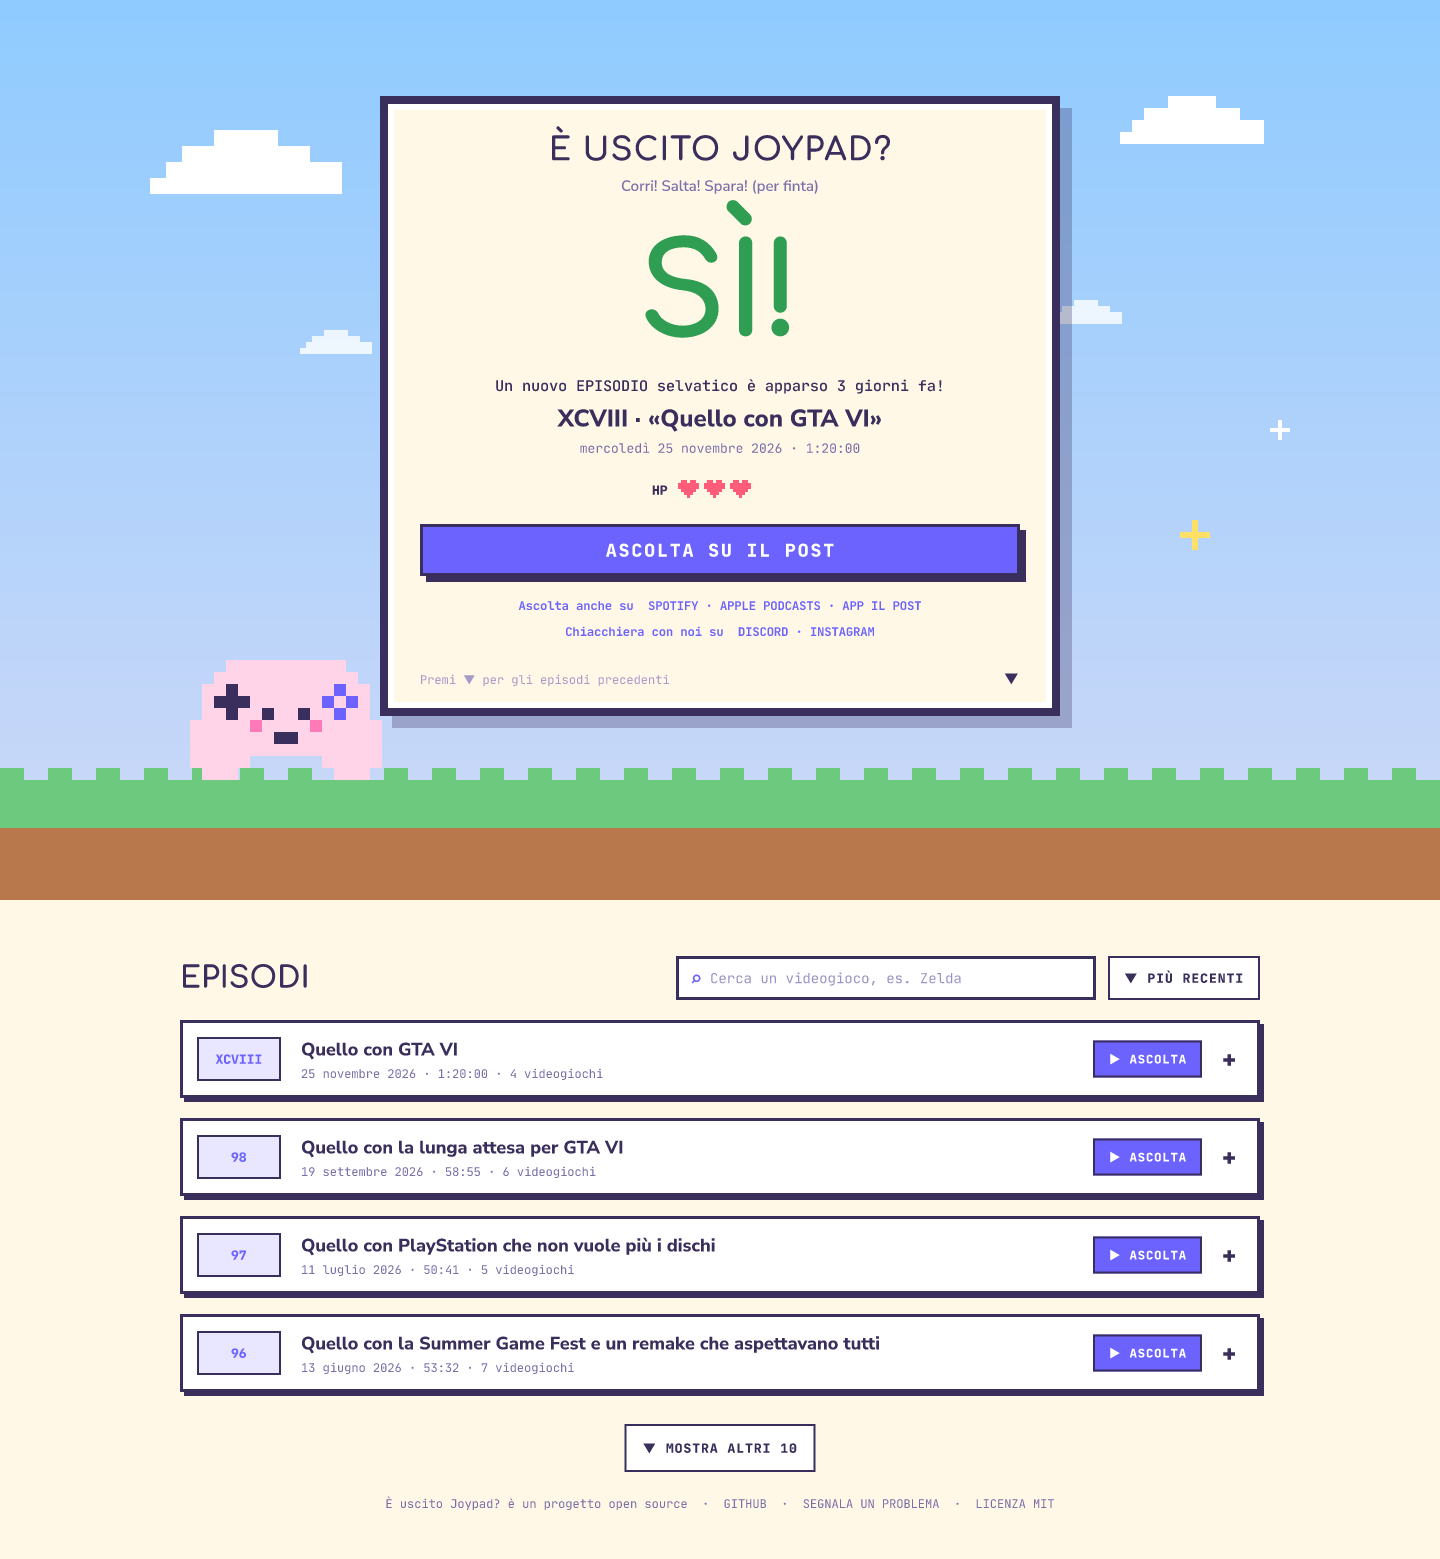 È USCITO JOYPAD?
Corri! Salta! Spara! (per finta)
SÌ!
Un nuovo EPISODIO selvatico è apparso 3 giorni fa!
XCVIII · «Quello con GTA VI»
mercoledì 25 novembre 2026 · 1:20:00
HP
ASCOLTA SU IL POST
Ascolta anche su SPOTIFY · APPLE PODCASTS · APP IL POST
Chiacchiera con noi su DISCORD · INSTAGRAM
Premi ▼ per gli episodi precedenti ▼
EPISODI
⌕ Cerca un videogioco, es. Zelda
▼ PIÙ RECENTI
XCVIII
Quello con GTA VI
25 novembre 2026 · 1:20:00 · 4 videogiochi
▶ ASCOLTA +
98
Quello con la lunga attesa per GTA VI
19 settembre 2026 · 58:55 · 6 videogiochi
▶ ASCOLTA +
97
Quello con PlayStation che non vuole più i dischi
11 luglio 2026 · 50:41 · 5 videogiochi
▶ ASCOLTA +
96
Quello con la Summer Game Fest e un remake che aspettavano tutti
13 giugno 2026 · 53:32 · 7 videogiochi
▶ ASCOLTA +
▼ MOSTRA ALTRI 10
È uscito Joypad? è un progetto open source · GITHUB · SEGNALA UN PROBLEMA · LICENZA MIT